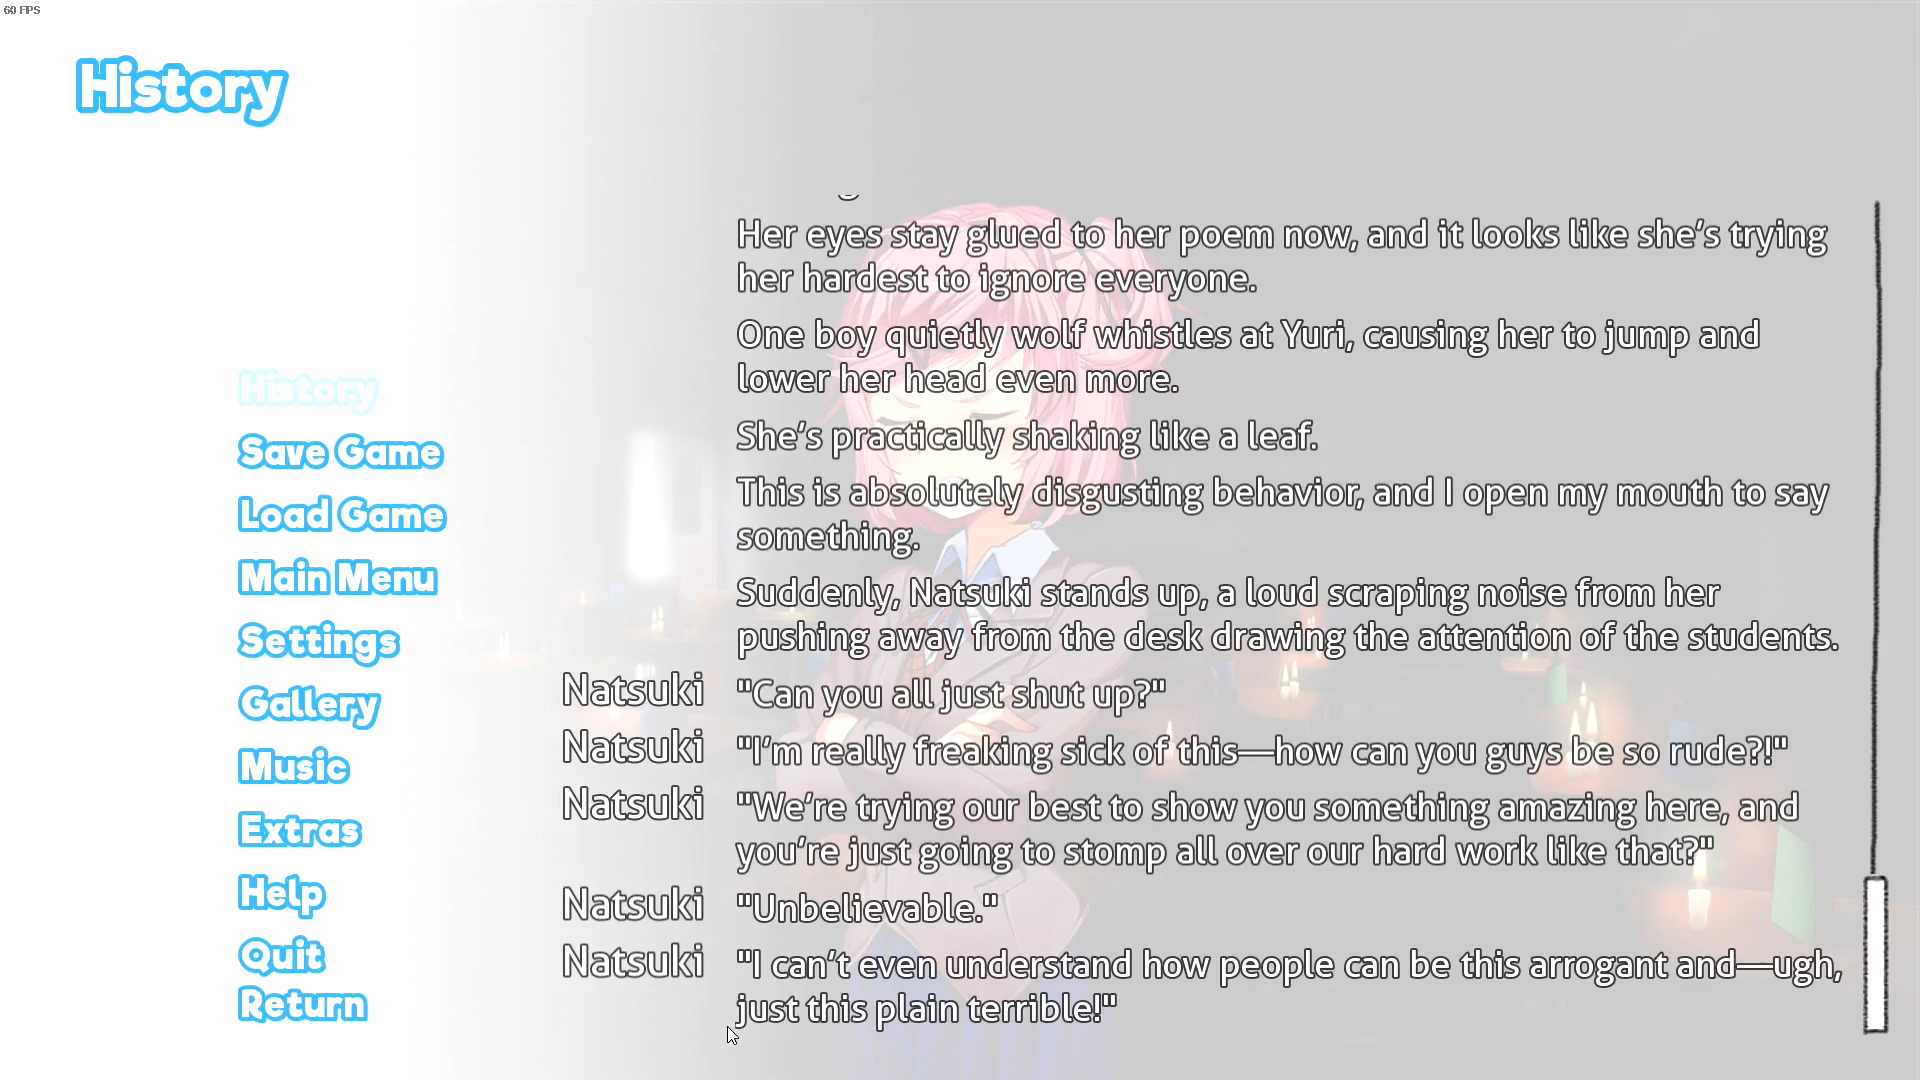 60 FPS
History
Her eyes stay glued to her poem now, and it looks like she's trying
her hardest to ignore everyone.
One boy quietly wolf whistles at Yuri, causing her to jump and
lower her head even more.
She's practically shaking like a leaf.
This is absolutely disgusting behavior, and I open my mouth to say
something.
Suddenly, Natsuki stands up, a loud scraping noise from her
pushing away from the desk drawing the attention of the students.
Natsuki "Can you all just shut up?"
Natsuki "I'm really freaking sick of this—how can you guys be so rude?!"
Natsuki "We're trying our best to show you something amazing here, and
you're just going to stomp all over our hard work like that?"
Natsuki "Unbelievable."
Natsuki "I can't even understand how people can be this arrogant and—ugh,
just this plain terrible!"
History
Save Game
Load Game
Main Menu
Settings
Gallery
Music
Extras
Help
Quit
Return